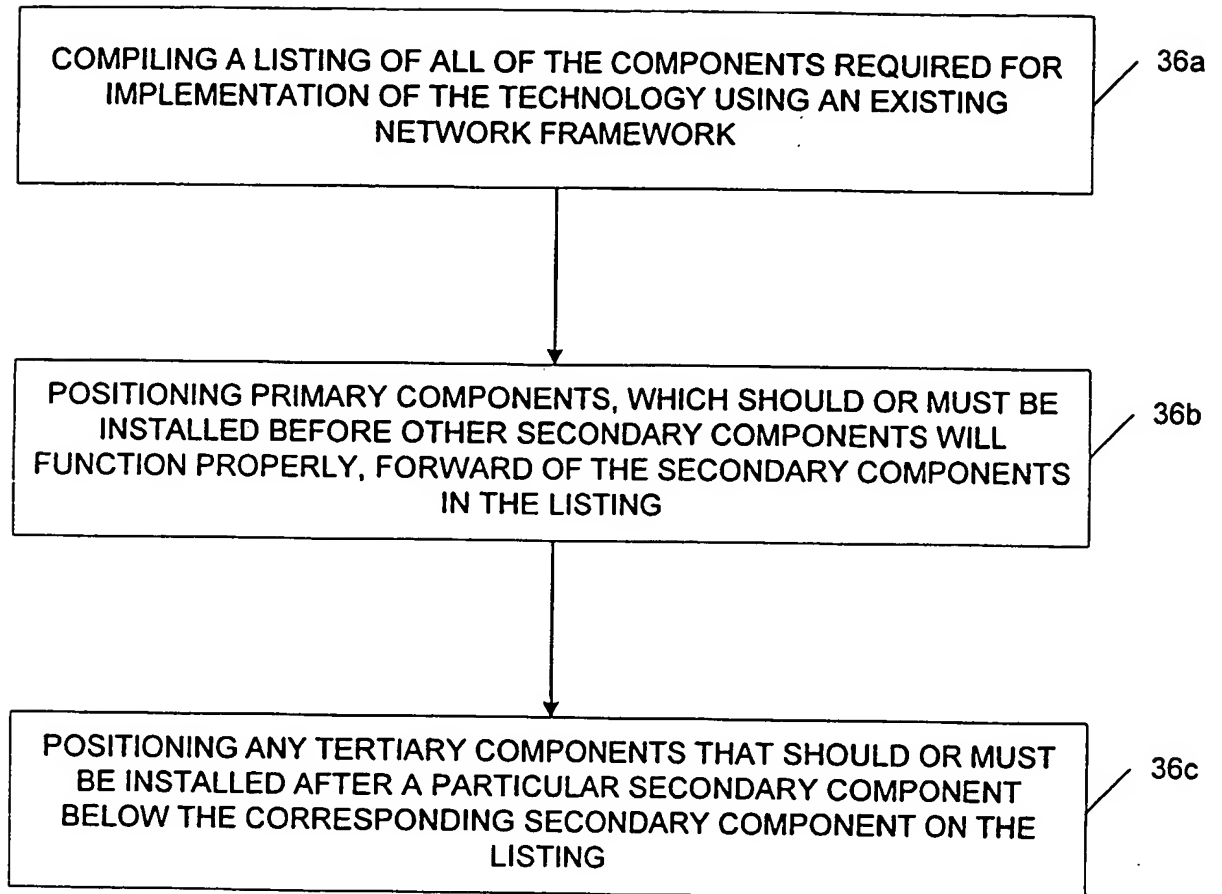 COMPILING A LISTING OF ALL OF THE COMPONENTS REQUIRED FOR
IMPLEMENTATION OF THE TECHNOLOGY USING AN EXISTING
NETWORK FRAMEWORK
36a
POSITIONING PRIMARY COMPONENTS, WHICH SHOULD OR MUST BE
INSTALLED BEFORE OTHER SECONDARY COMPONENTS WILL
FUNCTION PROPERLY, FORWARD OF THE SECONDARY COMPONENTS
IN THE LISTING
36b
POSITIONING ANY TERTIARY COMPONENTS THAT SHOULD OR MUST
BE INSTALLED AFTER A PARTICULAR SECONDARY COMPONENT
BELOW THE CORRESPONDING SECONDARY COMPONENT ON THE
LISTING
36c